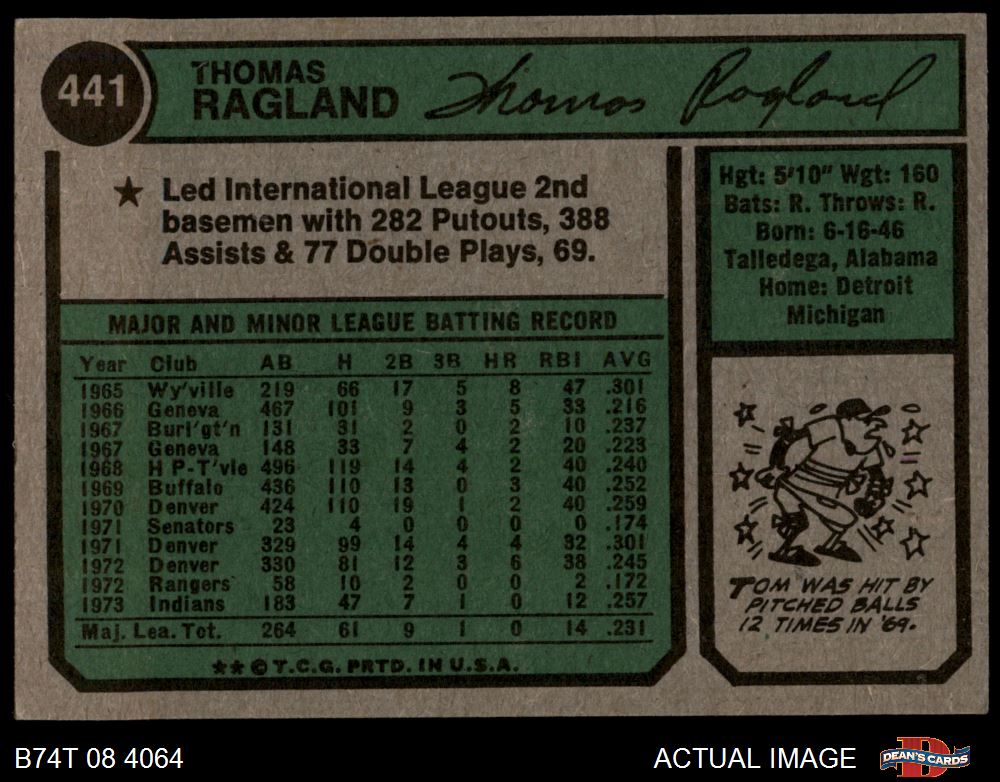 441
THOMAS
RAGLAND
Thomas Ragland
★ Led International League 2nd
basemen with 282 Putouts, 388
Assists & 77 Double Plays, 69.
Hgt: 5'10" Wgt: 160
Bats: R. Throws: R.
Born: 6-16-46
Talledega, Alabama
Home: Detroit
Michigan
MAJOR AND MINOR LEAGUE BATTING RECORD
Year Club AB H 2B 3B HR RBI AVG
1965 Wy'ville 219 66 17 5 8 47 .301
1966 Geneva 467 101 9 3 5 33 .216
1967 Burl'gt'n 131 31 2 0 2 10 .237
1967 Geneva 148 33 7 4 2 20 .223
1968 H P-T'vle 496 119 14 4 2 40 .240
1969 Buffalo 436 110 13 0 3 40 .252
1970 Denver 424 110 19 1 2 40 .259
1971 Senators 23 4 0 0 0 0 .174
1971 Denver 329 99 14 4 4 32 .301
1972 Denver 330 81 12 3 6 38 .245
1972 Rangers 58 10 2 0 0 2 .172
1973 Indians 183 47 7 1 0 12 .257
Maj. Lea. Tot. 264 61 9 1 0 14 .231
★★ © T.C.G. PRTD. IN U.S.A.
TOM WAS HIT BY
PITCHED BALLS
12 TIMES IN '69.
B74T 08 4064
ACTUAL IMAGE
DEAN'S CARDS